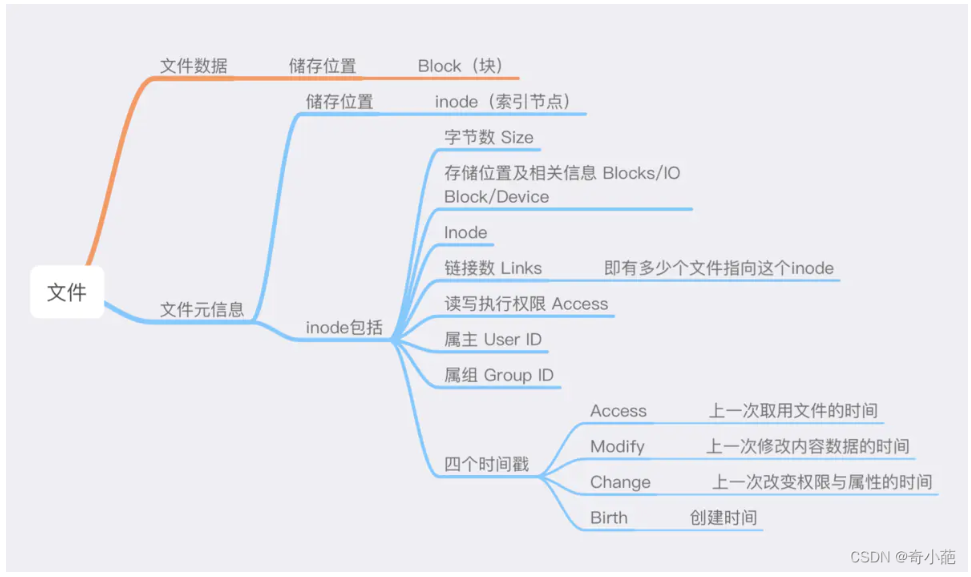 文件数据 储存位置 Block（块）
储存位置 inode（索引节点）
字节数 Size
存储位置及相关信息 Blocks/IO
Block/Device
Inode
链接数 Links 即有多少个文件指向这个inode
读写执行权限 Access
文件
文件元信息
inode包括
属主 User ID
属组 Group ID
四个时间戳
Access 上一次取用文件的时间
Modify 上一次修改内容数据的时间
Change 上一次改变权限与属性的时间
Birth 创建时间
CSDN @奇小葩